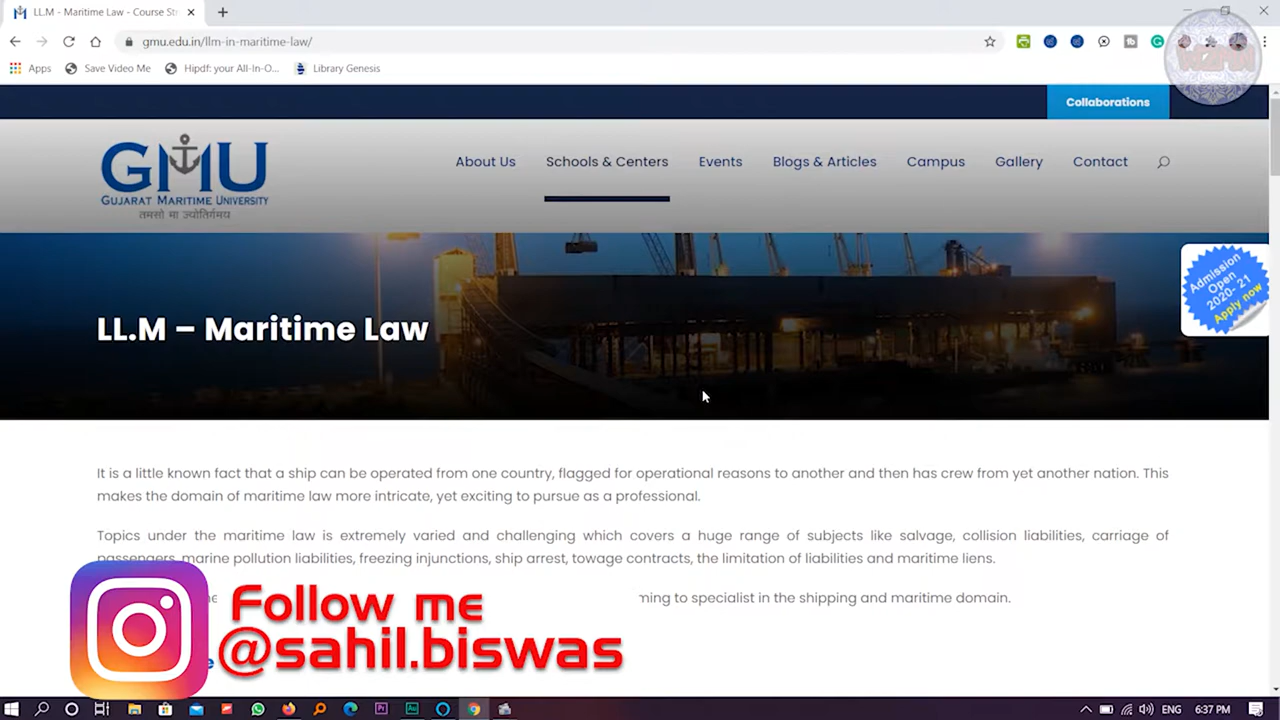 LL.M - Maritime Law - Course Str
gmu.edu.in/llm-in-maritime-law/
Apps
Save Video Me
Hipdf: your All-In-O...
Library Genesis
Collaborations
GMU
GUJARAT MARITIME UNIVERSITY
तमसो मा ज्योतिर्गमय
About Us
Schools & Centers
Events
Blogs & Articles
Campus
Gallery
Contact
Admission
Open
2020- 21
Apply now
LL.M – Maritime Law
It is a little known fact that a ship can be operated from one country, flagged for operational reasons to another and then has crew from yet another nation. This
makes the domain of maritime law more intricate, yet exciting to pursue as a professional.
Topics under the maritime law is extremely varied and challenging which covers a huge range of subjects like salvage, collision liabilities, carriage of
passengers, marine pollution liabilities, freezing injunctions, ship arrest, towage contracts, the limitation of liabilities and maritime liens.
to specialist in the shipping and maritime domain.
Follow me
@sahil.biswas
ENG
6:37 PM